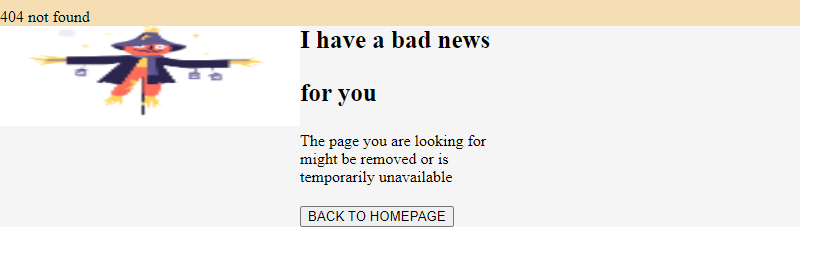 404 not found
I have a bad news
for you
The page you are looking for
might be removed or is
temporarily unavailable
BACK TO HOMEPAGE